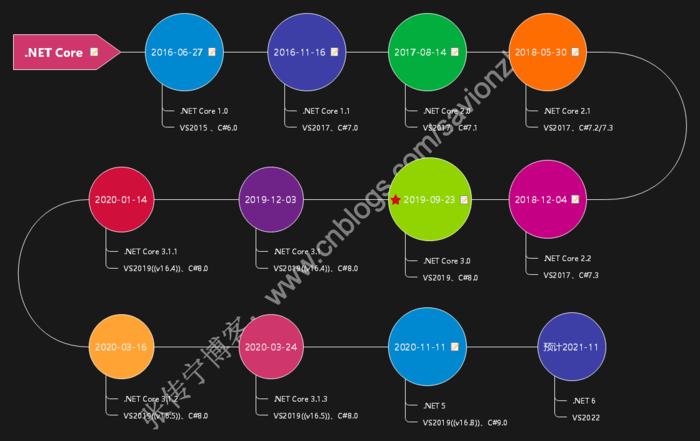 .NET Core
2016-06-27
2016-11-16
2017-08-14
2018-05-30
.NET Core 1.0
VS2015 、C#6.0
.NET Core 1.1
VS2017、C#7.0
.NET Core 2.0
VS2017、C#7.1
.NET Core 2.1
VS2017、C#7.2/7.3
2020-01-14
2019-12-03
2019-09-23
2018-12-04
.NET Core 3.1.1
VS2019((v16.4))、C#8.0
.NET Core 3.1
VS2019((v16.4))、C#8.0
.NET Core 3.0
VS2019、C#8.0
.NET Core 2.2
VS2017、C#7.3
2020-03-16
2020-03-24
2020-11-11
预计2021-11
.NET Core 3.1.2
VS2019((v16.5))、C#8.0
.NET Core 3.1.3
VS2019((v16.5))、C#8.0
.NET 5
VS2019((v16.8))、C#9.0
.NET 6
VS2022
张传宁博客：www.cnblogs.com/savionzh